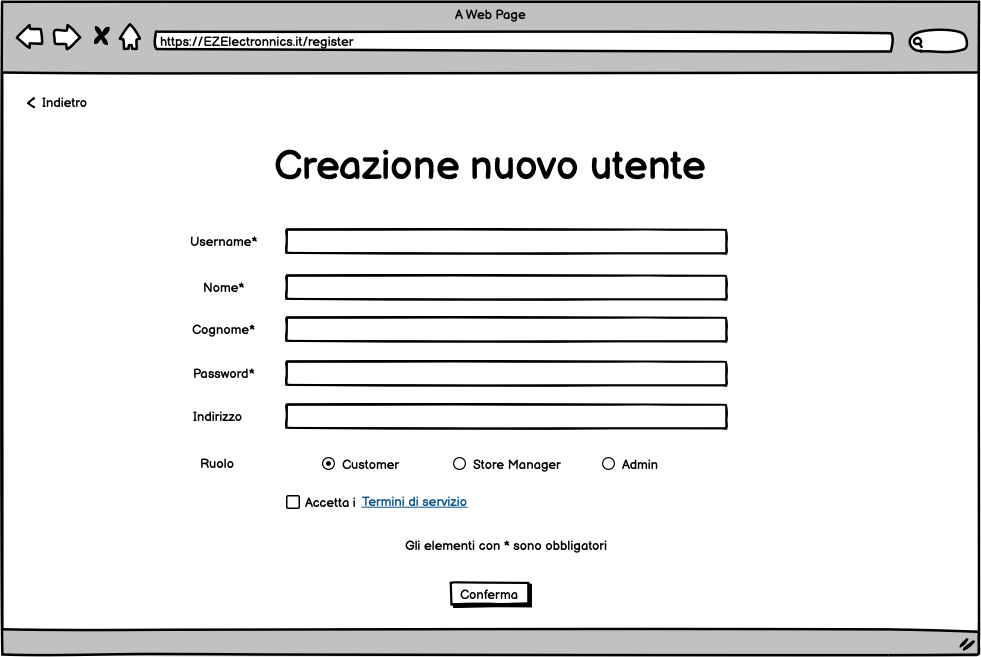 A Web Page
https://EZElectronnics.it/register
Indietro
Creazione nuovo utente
Username*
Nome*
Cognome*
Password*
Indirizzo
Ruolo Customer Store Manager Admin
Accetta i Termini di servizio
Gli elementi con * sono obbligatori
Conferma